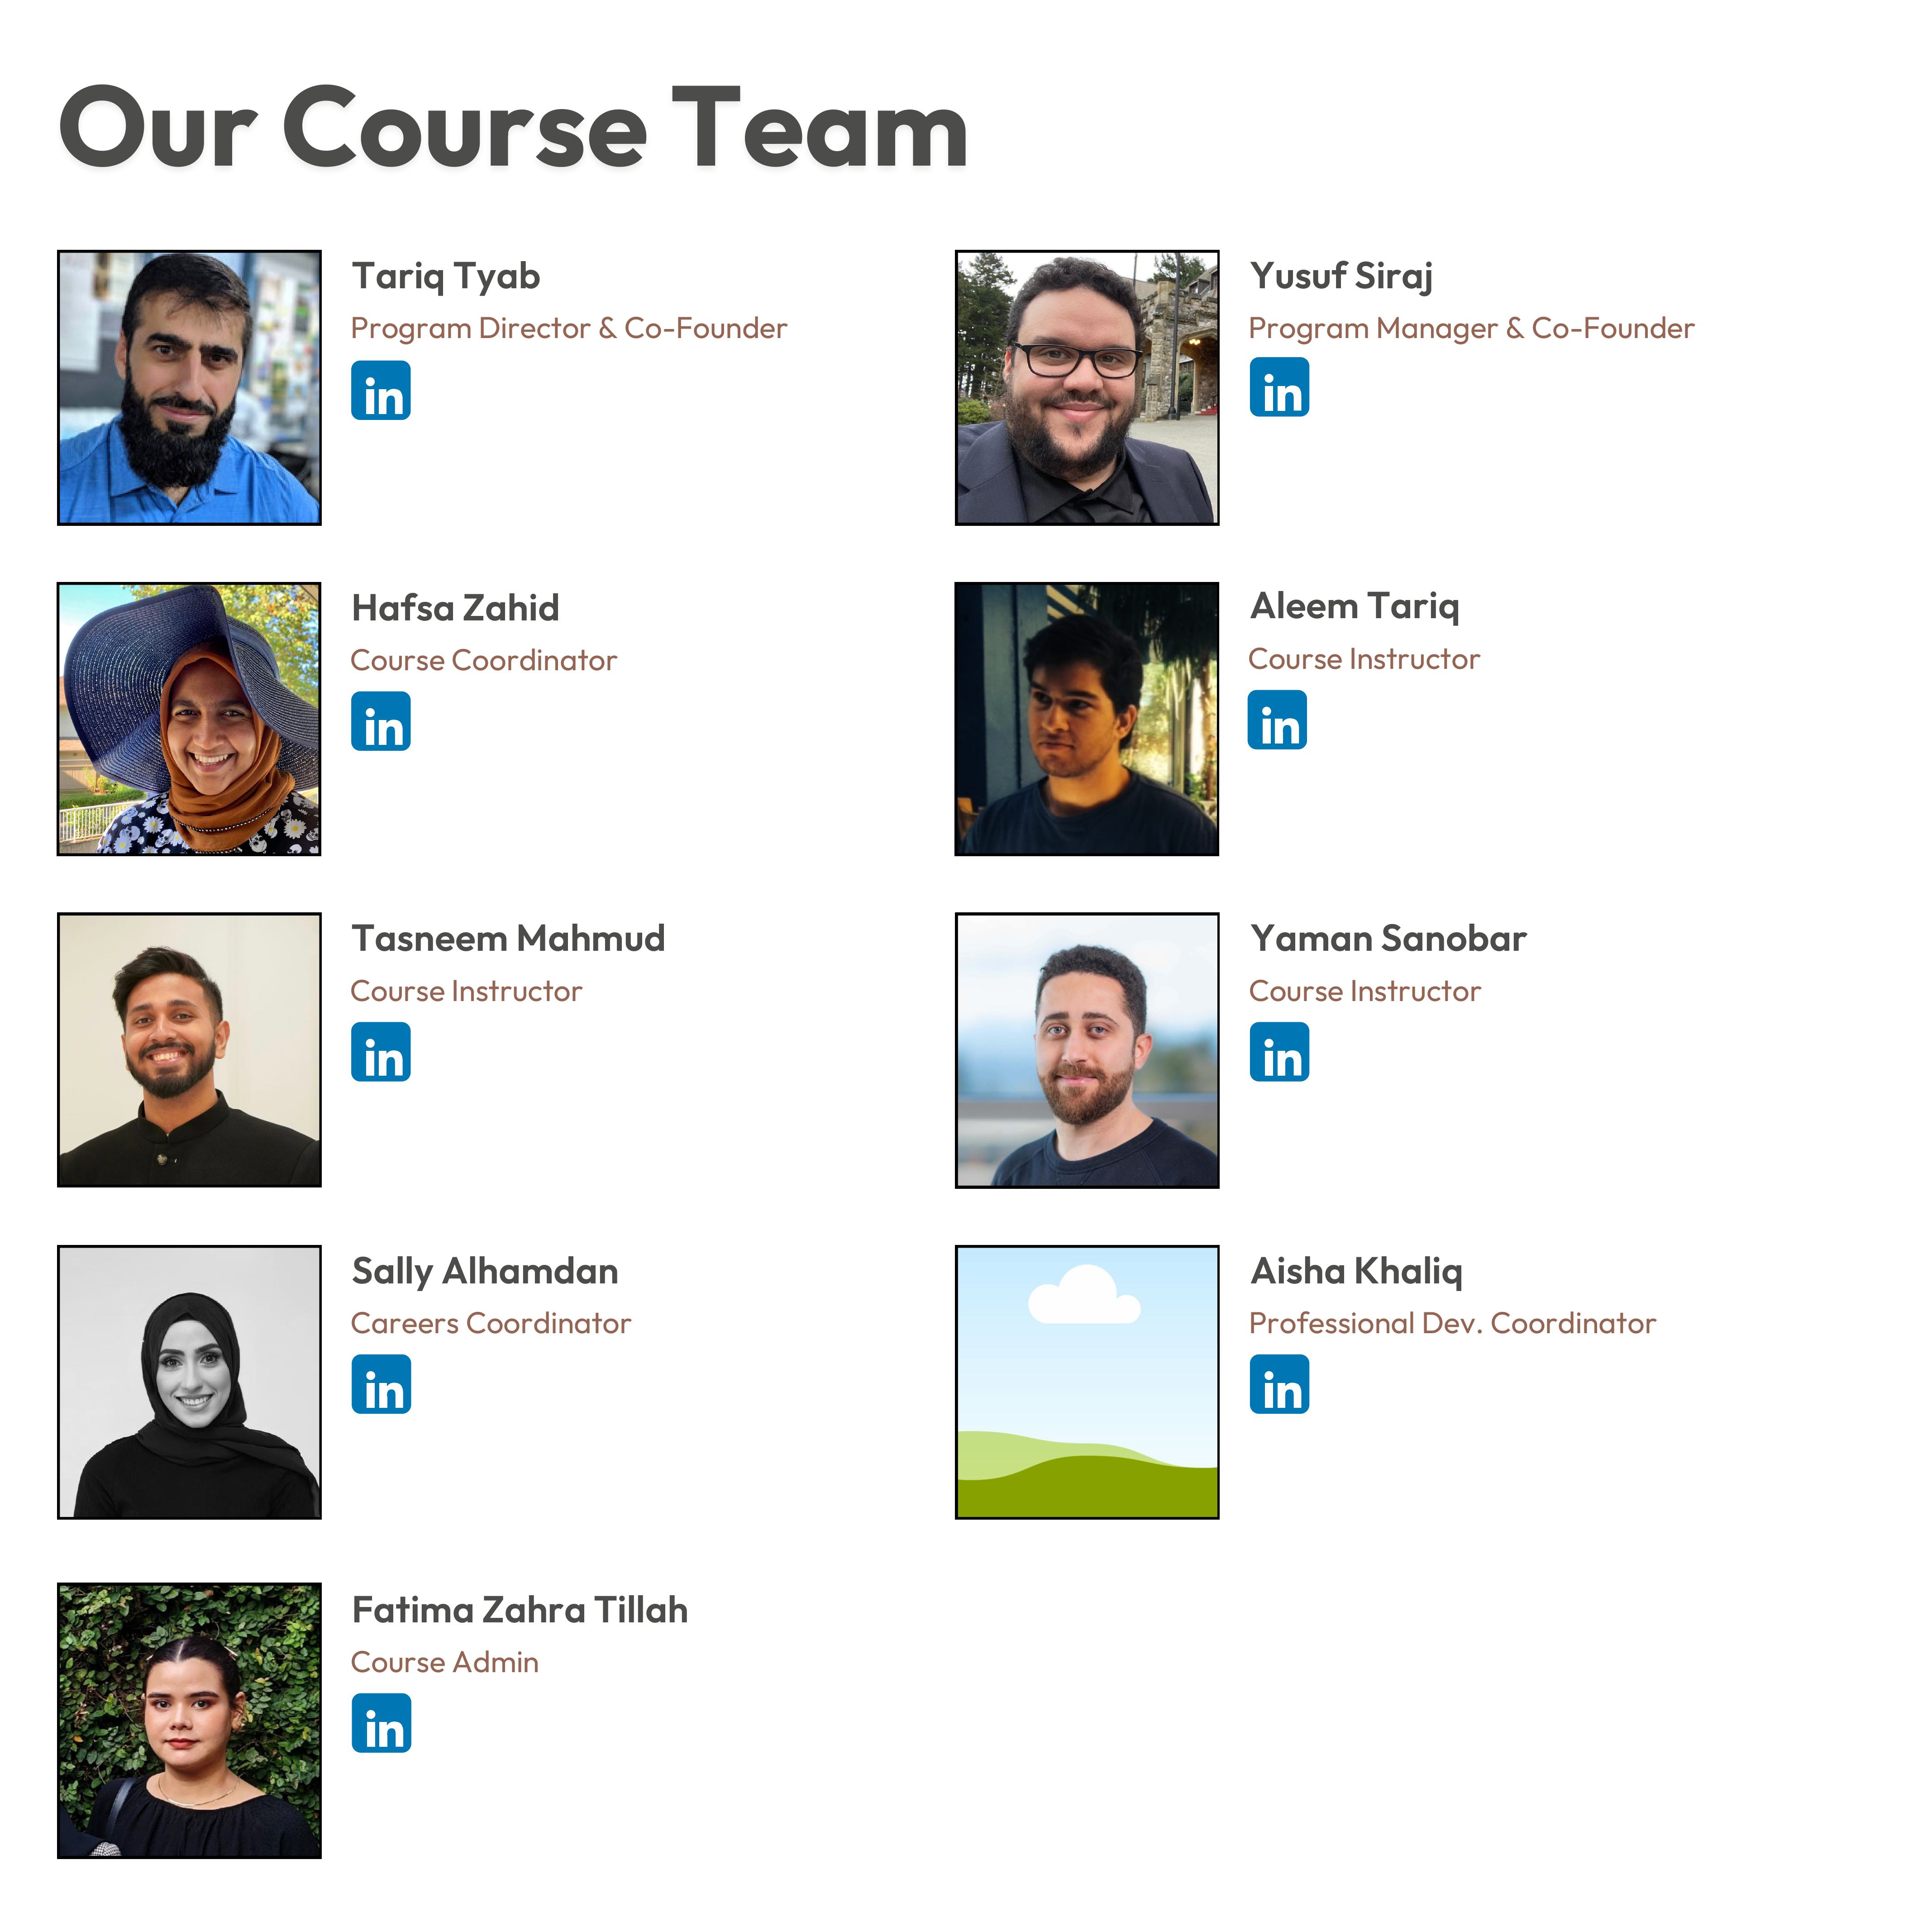 Our Course Team
Tariq Tyab
Program Director & Co-Founder
in
Yusuf Siraj
Program Manager & Co-Founder
in
Hafsa Zahid
Course Coordinator
in
Aleem Tariq
Course Instructor
in
Tasneem Mahmud
Course Instructor
in
Yaman Sanobar
Course Instructor
in
Sally Alhamdan
Careers Coordinator
in
Aisha Khaliq
Professional Dev. Coordinator
in
Fatima Zahra Tillah
Course Admin
in